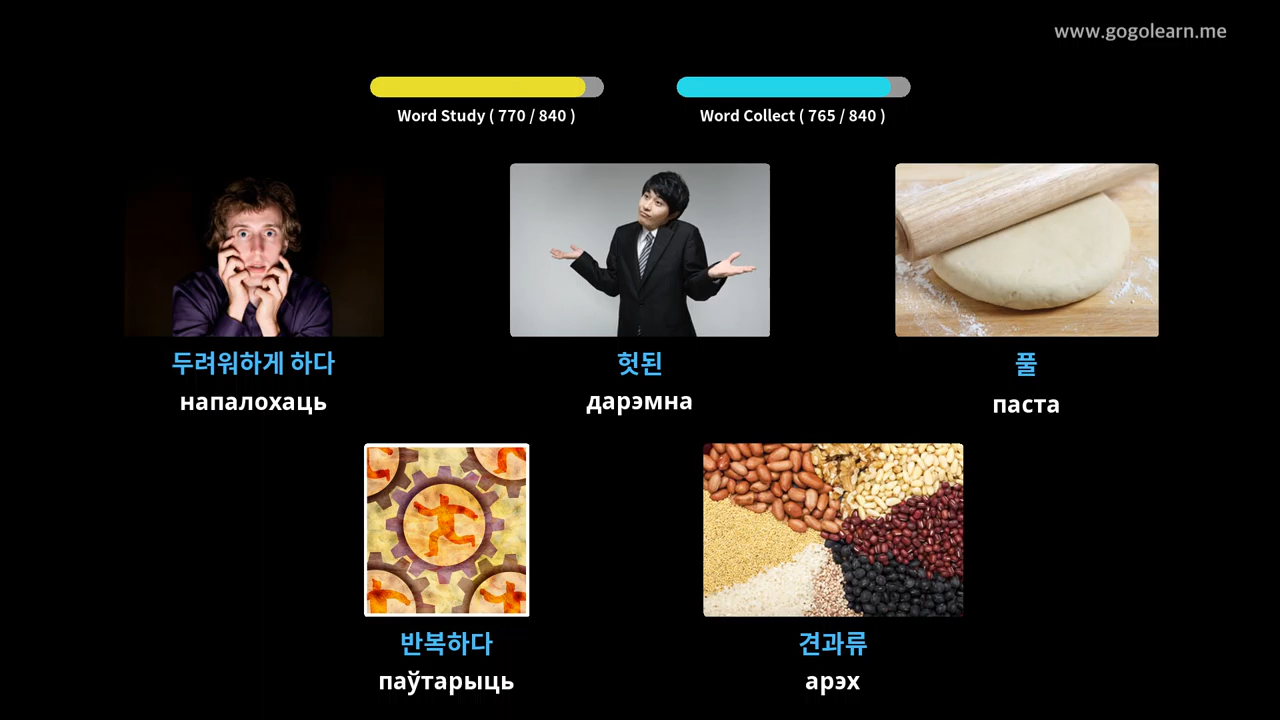 www.gogolearn.me
Word Study ( 770 / 840 )
Word Collect ( 765 / 840 )
두려워하게 하다
напалохаць
헛된
дарэмна
풀
паста
반복하다
паўтарыць
견과류
арэх